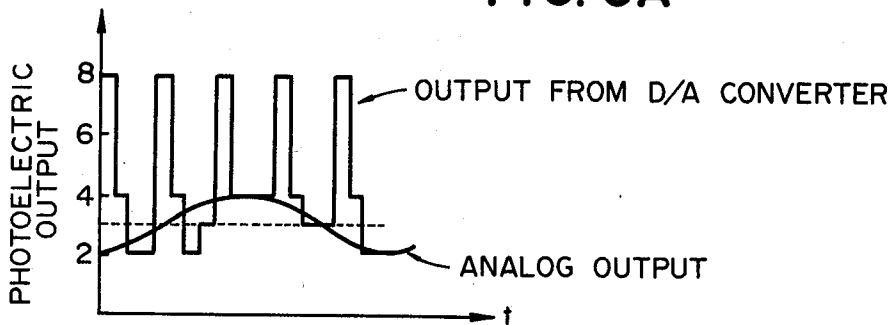 PHOTOELECTRIC
OUTPUT
8
6
4
2
OUTPUT FROM D/A CONVERTER
ANALOG OUTPUT
t